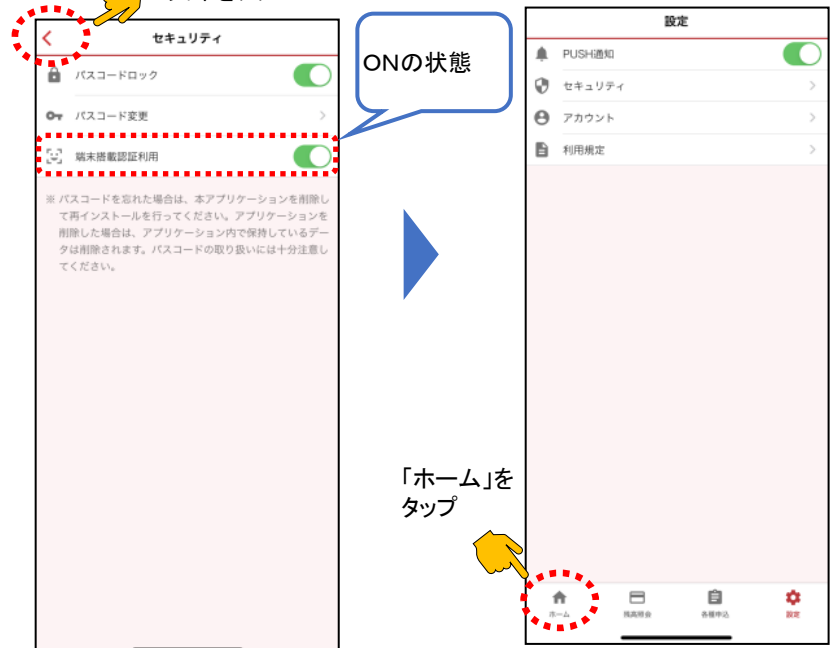 セキュリティ
パスコードロック
パスコード変更
端末搭載認証利用
※ パスコードを忘れた場合は、本アプリケーションを削除し
て再インストールを行ってください。アプリケーションを
削除した場合は、アプリケーション内で保持しているデー
タは削除されます。パスコードの取り扱いには十分注意し
てください。
ONの状態
設定
PUSH通知
セキュリティ
アカウント
利用規定
「ホーム」を
タップ
ホーム
残高照会
各種申込
設定